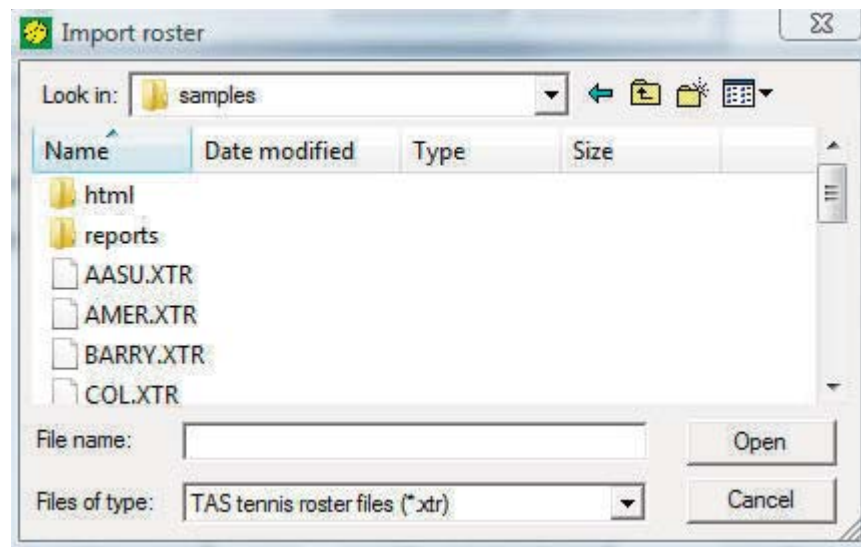 Import roster
Look in: samples
Name Date modified Type Size
html
reports
AASU.XTR
AMER.XTR
BARRY.XTR
COL.XTR
File name: Open
Files of type: TAS tennis roster files (*.xtr) Cancel